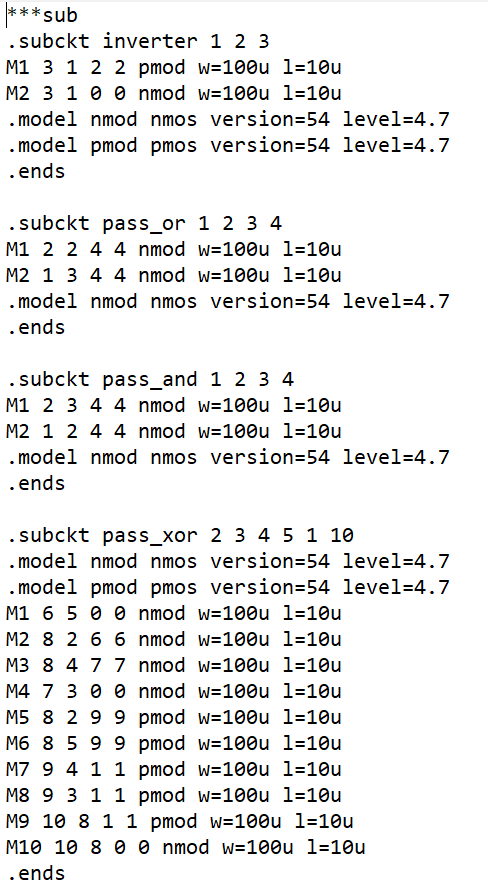 ***sub
.subckt inverter 1 2 3
M1 3 1 2 2 pmod w=100u l=10u
M2 3 1 0 0 nmod w=100u l=10u
.model nmod nmos version=54 level=4.7
.model pmod pmos version=54 level=4.7
.ends

.subckt pass_or 1 2 3 4
M1 2 2 4 4 nmod w=100u l=10u
M2 1 3 4 4 nmod w=100u l=10u
.model nmod nmos version=54 level=4.7
.ends

.subckt pass_and 1 2 3 4
M1 2 3 4 4 nmod w=100u l=10u
M2 1 2 4 4 nmod w=100u l=10u
.model nmod nmos version=54 level=4.7
.ends

.subckt pass_xor 2 3 4 5 1 10
.model nmod nmos version=54 level=4.7
.model pmod pmos version=54 level=4.7
M1 6 5 0 0 nmod w=100u l=10u
M2 8 2 6 6 nmod w=100u l=10u
M3 8 4 7 7 nmod w=100u l=10u
M4 7 3 0 0 nmod w=100u l=10u
M5 8 2 9 9 pmod w=100u l=10u
M6 8 5 9 9 pmod w=100u l=10u
M7 9 4 1 1 pmod w=100u l=10u
M8 9 3 1 1 pmod w=100u l=10u
M9 10 8 1 1 pmod w=100u l=10u
M10 10 8 0 0 nmod w=100u l=10u
.ends